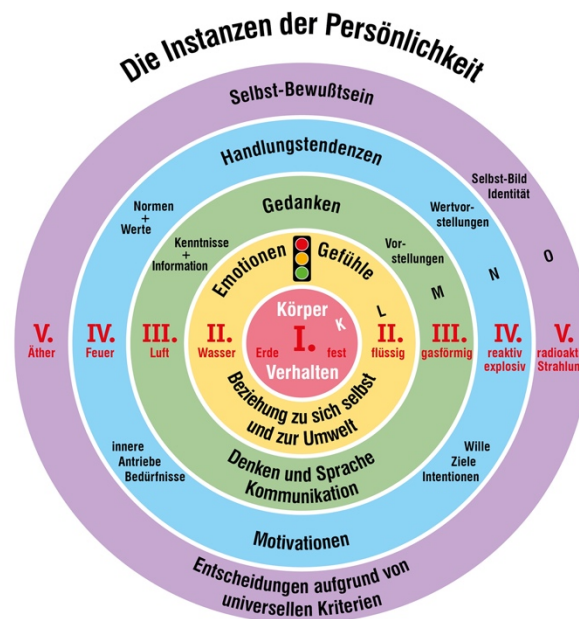 Die Instanzen der Persönlichkeit
Selbst-Bewußtsein
Handlungstendenzen
Selbst-Bild
Identität
Normen
+
Werte
Gedanken
Wertvor-
stellungen
Kenntnisse
+
Information
Emotionen
Gefühle
Vor-
stellungen
O
N
M
L
K
Körper
V.
IV.
III.
II.
I.
II.
III.
IV.
V.
Äther
Feuer
Luft
Wasser
Erde
fest
flüssig
gasförmig
reaktiv
explosiv
radioakt
Strahlun
Verhalten
Beziehung zu sich selbst
und zur Umwelt
innere
Antriebe
Bedürfnisse
Denken und Sprache
Kommunikation
Wille
Ziele
Intentionen
Motivationen
Entscheidungen aufgrund von
universellen Kriterien